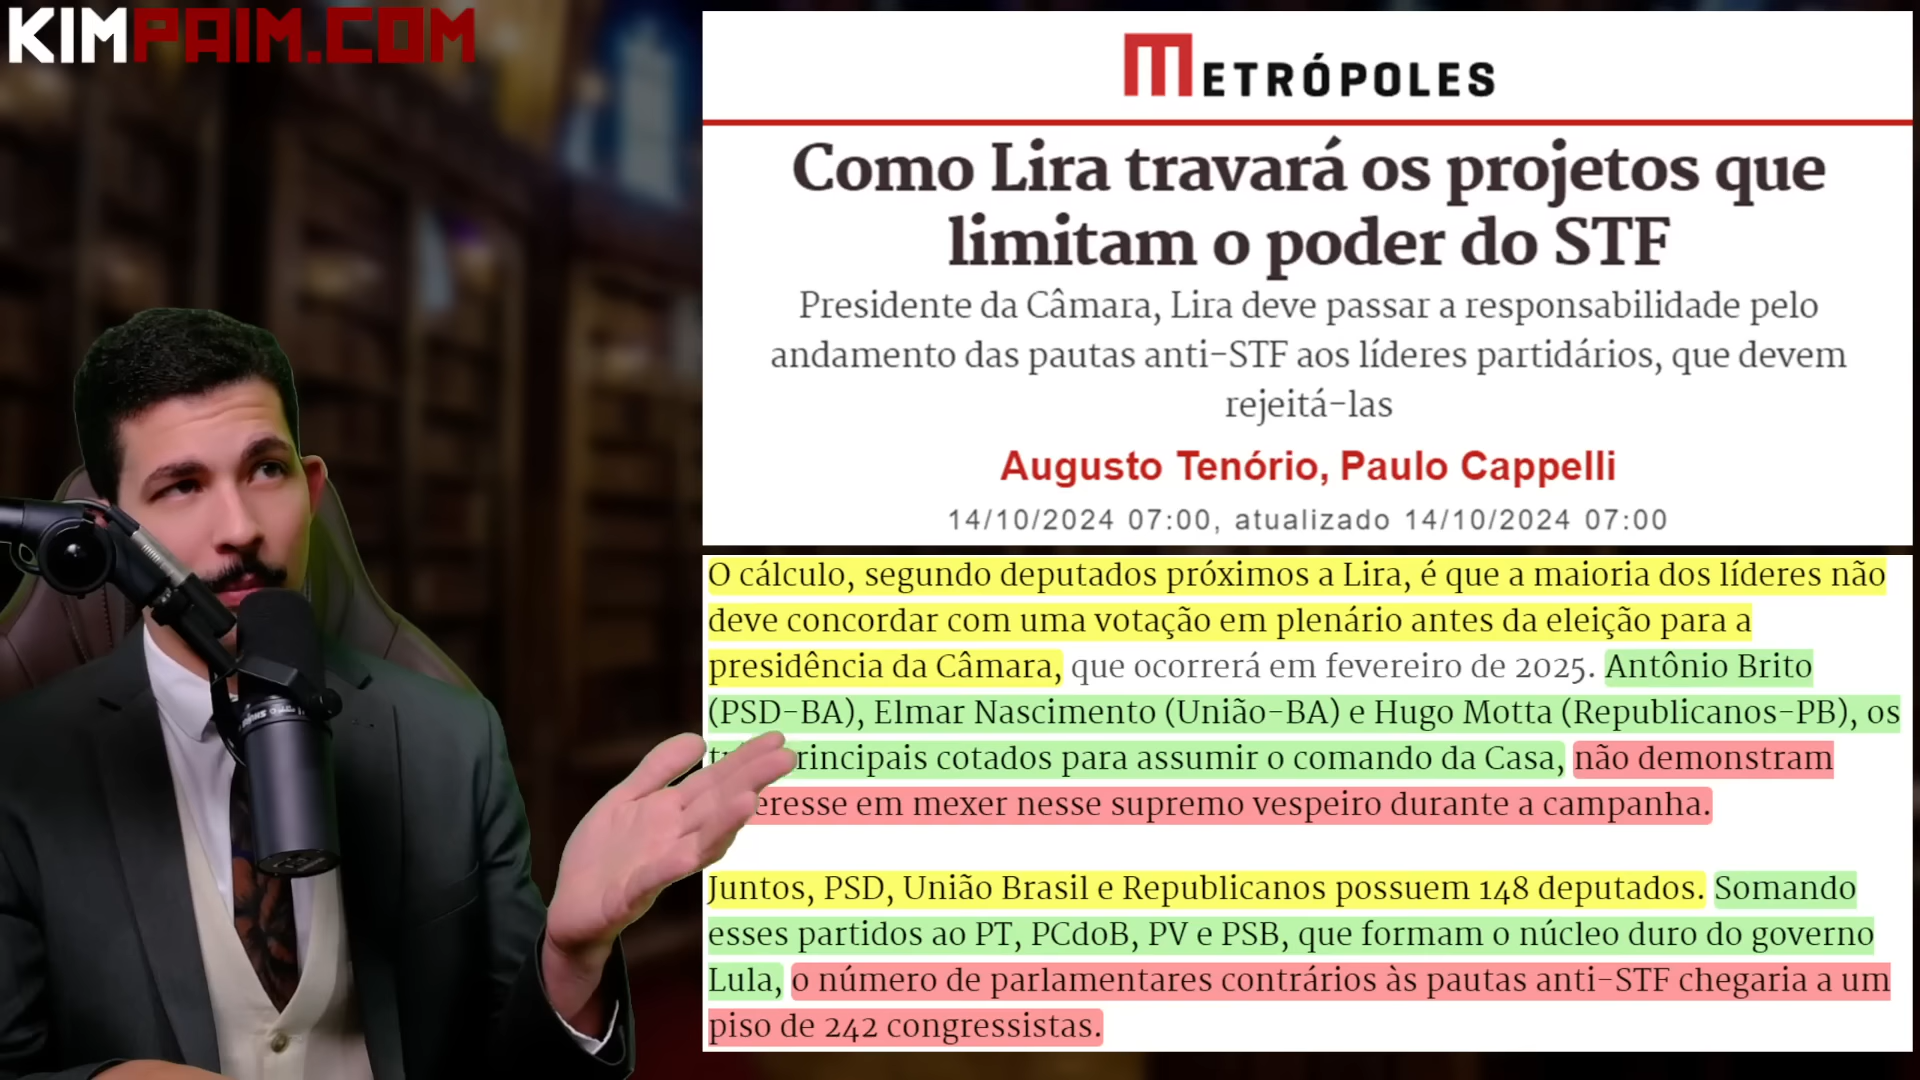 KIMPAIM.COM
METRÓPOLES
Como Lira travará os projetos que
limitam o poder do STF
Presidente da Câmara, Lira deve passar a responsabilidade pelo
andamento das pautas anti-STF aos líderes partidários, que devem
rejeitá-las
Augusto Tenório, Paulo Cappelli
14/10/2024 07:00, atualizado 14/10/2024 07:00
O cálculo, segundo deputados próximos a Lira, é que a maioria dos líderes não
deve concordar com uma votação em plenário antes da eleição para a
presidência da Câmara, que ocorrerá em fevereiro de 2025. Antônio Brito
(PSD-BA), Elmar Nascimento (União-BA) e Hugo Motta (Republicanos-PB), os
rincipais cotados para assumir o comando da Casa, não demonstram
eresse em mexer nesse supremo vespeiro durante a campanha.
Juntos, PSD, União Brasil e Republicanos possuem 148 deputados. Somando
esses partidos ao PT, PCdoB, PV e PSB, que formam o núcleo duro do governo
Lula, o número de parlamentares contrários às pautas anti-STF chegaria a um
piso de 242 congressistas.